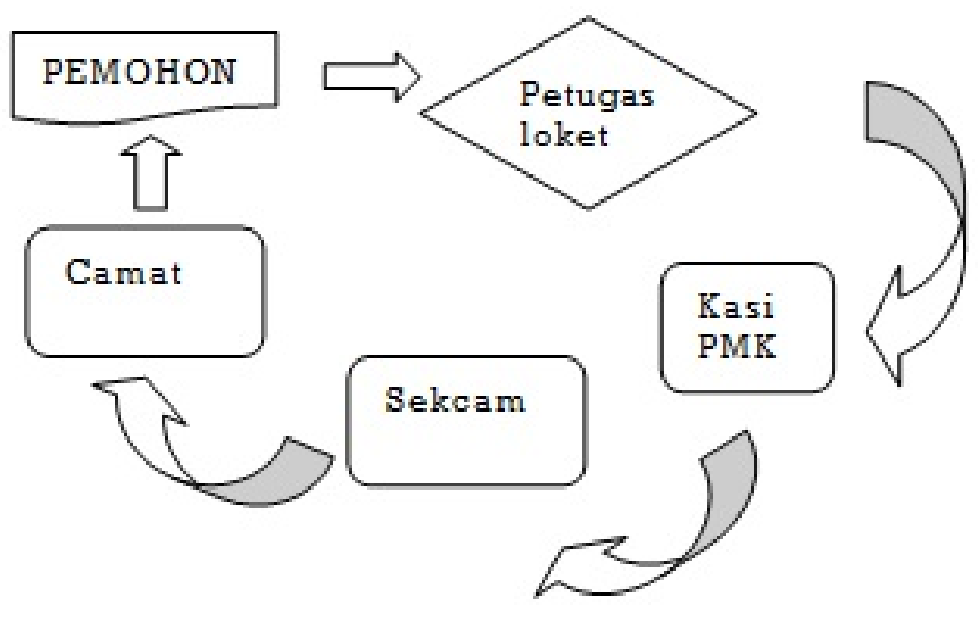 PEMOHON
Petugas
loket
Kasi
PMK
Sekcam
Camat